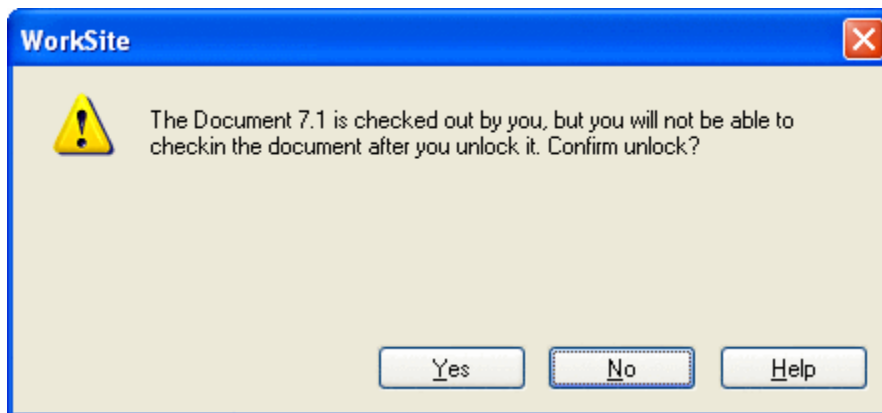 WorkSite
The Document 7.1 is checked out by you, but you will not be able to
checkin the document after you unlock it. Confirm unlock?
Yes No Help